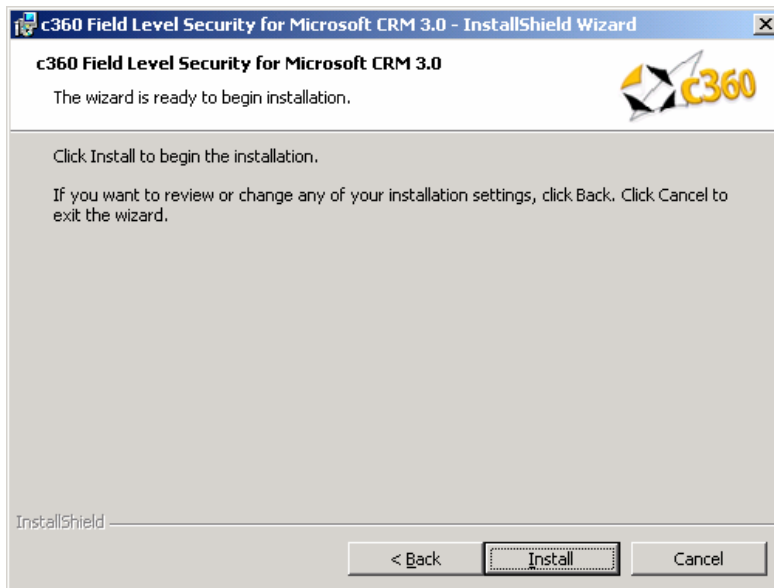 c360 Field Level Security for Microsoft CRM 3.0 - InstallShield Wizard
c360 Field Level Security for Microsoft CRM 3.0
The wizard is ready to begin installation.
c360
Click Install to begin the installation.
If you want to review or change any of your installation settings, click Back. Click Cancel to
exit the wizard.
InstallShield
< Back
Install
Cancel